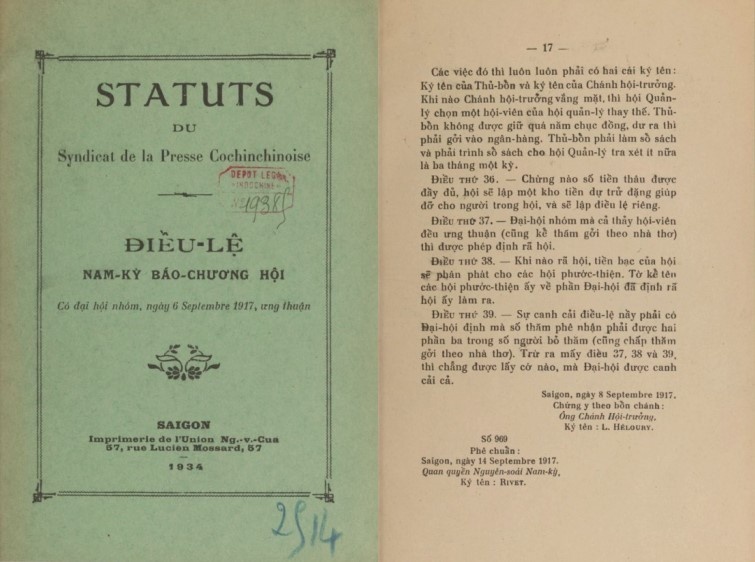 STATUTS
DU
Syndicat de la Presse Cochinchinoise
DEPOT LEGAL
- INDOCHINE -
No 19385
ĐIỀU-LỆ
NAM-KỲ BÁO-CHƯƠNG HỘI
Có đại hội nhóm, ngày 6 Septembre 1917, ưng thuận
SAIGON
Imprimerie de l'Union Ng.-v.-Cua
57, rue Lucien Mossard, 57
1934
2514
— 17 —
Các việc đó thì luôn luôn phải có hai cái ký tên:
Ký tên của Thủ-bồn và ký tên của Chánh hội-trưởng.
Khi nào Chánh hội-trưởng vắng mặt, thì hội Quản-
lý chọn một hội-viên của hội quản-lý thay thế. Thủ-
bồn không được giữ quá năm chục đồng, dư ra thì
phải gởi vào ngân-hàng. Thủ-bồn phải làm sổ sách
và phải trình sổ sách cho hội Quản-lý tra xét ít nữa
là ba tháng một kỳ.
ĐIỀU THỨ 36. — Chừng nào số tiền thâu được
đầy đủ, hội sẽ lập một kho tiền dự trữ đặng giúp
đỡ cho người trong hội, và sẽ lập điều lệ riêng.
ĐIỀU THỨ 37. — Đại-hội nhóm mà cả thảy hội-viên
đều ưng thuận (cũng kể thăm gởi theo nhà thơ)
thì được phép định rã hội.
ĐIỀU THỨ 38. — Khi nào rã hội, tiền bạc của hội
sẽ phân phát cho các hội phước-thiện. Tờ kê tên
các hội phước-thiện ấy về phần Đại-hội đã định rã
hội ấy làm ra.
ĐIỀU THỨ 39. — Sự canh cải điều-lệ nầy phải có
Đại-hội định mà số thăm phê nhận phải được hai
phần ba trong số người bỏ thăm (cũng chấp thăm
gởi theo nhà thơ). Trừ ra mấy điều 37, 38 và 39,
thì chẳng được lấy cờ nào, mà Đại-hội được canh
cải cả.
Saigon, ngày 8 Septembre 1917.
Chứng y theo bồn chánh:
Ông Chánh Hội-trưởng,
Ký tên : L. HÉLOURY.
Số 969
Phê chuẩn :
Saigon, ngày 14 Septembre 1917.
Quan quyền Nguyên-soái Nam-kỳ,
Ký tên : RIVET.